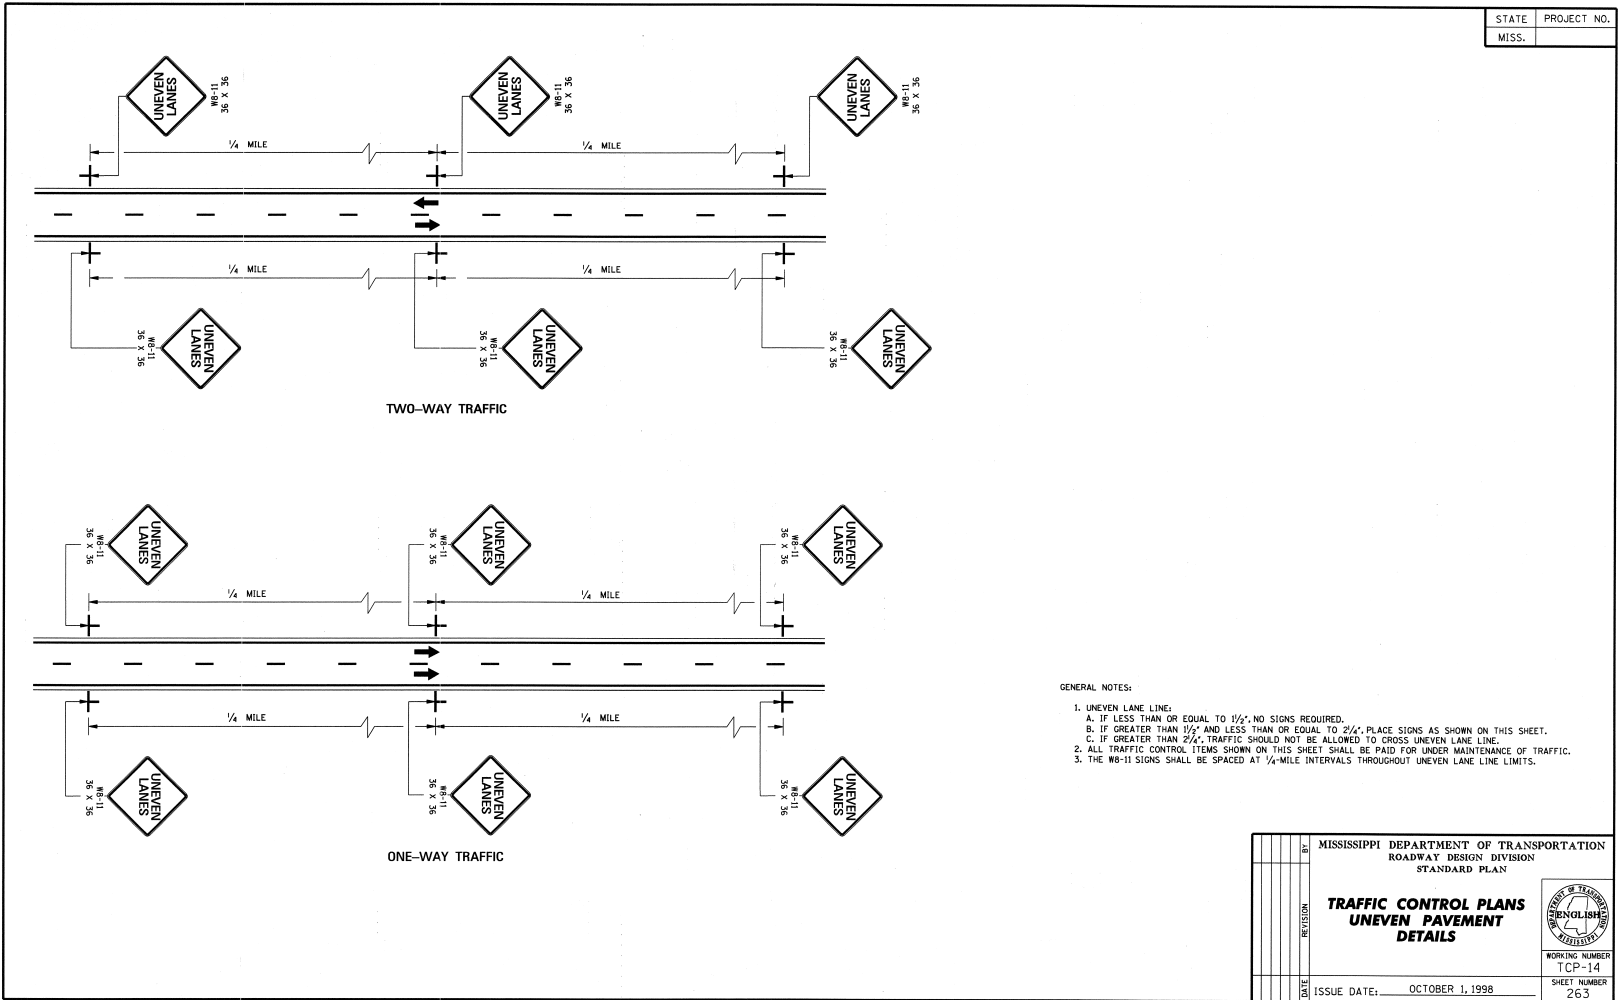 STATE PROJECT NO.
MISS.
UNEVEN
LANES
W8-11
36 X 36
UNEVEN
LANES
W8-11
36 X 36
UNEVEN
LANES
W8-11
36 X 36
1/4 MILE
1/4 MILE
1/4 MILE
1/4 MILE
W8-11
36 X 36
UNEVEN
LANES
W8-11
36 X 36
UNEVEN
LANES
W8-11
36 X 36
UNEVEN
LANES
TWO-WAY TRAFFIC
W8-11
36 X 36
UNEVEN
LANES
W8-11
36 X 36
UNEVEN
LANES
W8-11
36 X 36
UNEVEN
LANES
1/4 MILE
1/4 MILE
1/4 MILE
1/4 MILE
W8-11
36 X 36
UNEVEN
LANES
W8-11
36 X 36
UNEVEN
LANES
W8-11
36 X 36
UNEVEN
LANES
ONE-WAY TRAFFIC
GENERAL NOTES:
1. UNEVEN LANE LINE:
A. IF LESS THAN OR EQUAL TO 1 1/2", NO SIGNS REQUIRED.
B. IF GREATER THAN 1 1/2" AND LESS THAN OR EQUAL TO 2 1/4", PLACE SIGNS AS SHOWN ON THIS SHEET.
C. IF GREATER THAN 2 1/4", TRAFFIC SHOULD NOT BE ALLOWED TO CROSS UNEVEN LANE LINE.
2. ALL TRAFFIC CONTROL ITEMS SHOWN ON THIS SHEET SHALL BE PAID FOR UNDER MAINTENANCE OF TRAFFIC.
3. THE W8-11 SIGNS SHALL BE SPACED AT 1/4-MILE INTERVALS THROUGHOUT UNEVEN LANE LINE LIMITS.
BY
REVISION
DATE
MISSISSIPPI DEPARTMENT OF TRANSPORTATION
ROADWAY DESIGN DIVISION
STANDARD PLAN
TRAFFIC CONTROL PLANS
UNEVEN PAVEMENT
DETAILS
DEPARTMENT OF TRANSPORTATION
ENGLISH
MISSISSIPPI
WORKING NUMBER
TCP-14
SHEET NUMBER
263
ISSUE DATE: OCTOBER 1, 1998